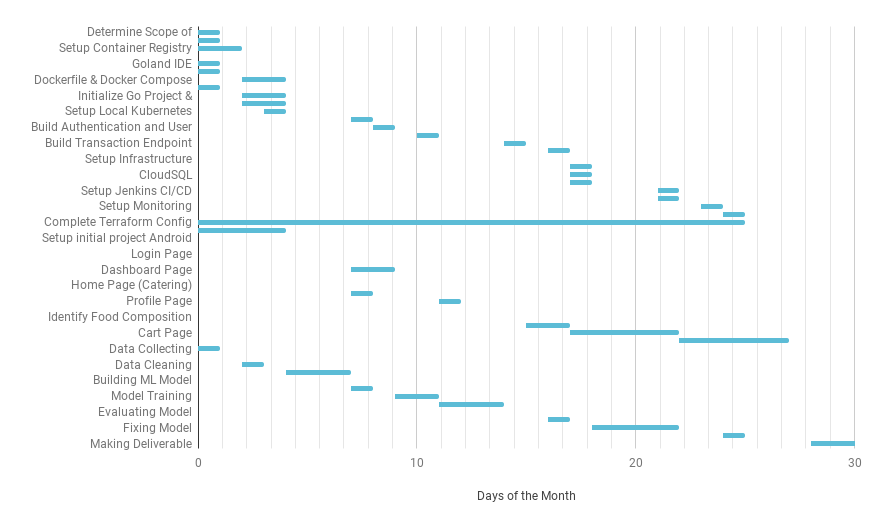 Determine Scope of
Setup Container Registry
Goland IDE
Dockerfile & Docker Compose
Initialize Go Project &
Setup Local Kubernetes
Build Authentication and User
Build Transaction Endpoint
Setup Infrastructure
CloudSQL
Setup Jenkins CI/CD
Setup Monitoring
Complete Terraform Config
Setup initial project Android
Login Page
Dashboard Page
Home Page (Catering)
Profile Page
Identify Food Composition
Cart Page
Data Collecting
Data Cleaning
Building ML Model
Model Training
Evaluating Model
Fixing Model
Making Deliverable
0 10 20 30
Days of the Month